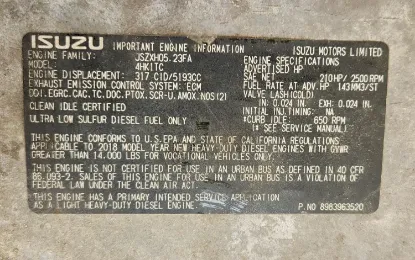 ISUZU IMPORTANT ENGINE INFORMATION ISUZU MOTORS LIMITED
ENGINE FAMILY: JSZXH05.23FA
MODEL: 4HK1TC
ENGINE DISPLACEMENT: 317 CID/5193CC
EXHAUST EMISSION CONTROL SYSTEM: ECM
DI, EGRC, CAC, TC, DOC, PTOX, SCR-U, AMOX, NOS[2]
CLEAN IDLE CERTIFIED
ULTRA LOW SULFUR DIESEL FUEL ONLY
ENGINE SPECIFICATIONS:
ADVERTISED HP
SAE NET 210HP/2500RPM
FUEL RATE AT ADV. HP 143MM3/ST
VALVE LASH(COLD)
IN: 0.024 IN. EXH: 0.024 IN.
INITIAL INJ. TIMING: NA
*CURB IDLE: 650 RPM
THIS ENGINE CONFORMS TO U.S. EPA AND STATE OF CALIFORNIA REGULATIONS
APPLICABLE TO 2018 MODEL YEAR NEW HEAVY-DUTY DIESEL ENGINES WITH GVWR
GREATER THAN 14,000 LBS FOR VOCATIONAL VEHICLES ONLY.
THIS ENGINE IS NOT CERTIFIED FOR USE IN AN URBAN BUS AS DEFINED IN 40 CFR
86.093-2. SALES OF THIS ENGINE FOR USE IN AN URBAN BUS IS A VIOLATION OF
FEDERAL LAW UNDER THE CLEAN AIR ACT.
THIS ENGINE HAS A PRIMARY INTENDED SERVICE APPLICATION
AS A LIGHT HEAVY-DUTY DIESEL ENGINE. P.NO 8983963520